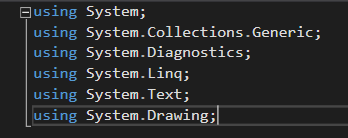 using System;
using System.Collections.Generic;
using System.Diagnostics;
using System.Linq;
using System.Text;
using System.Drawing;